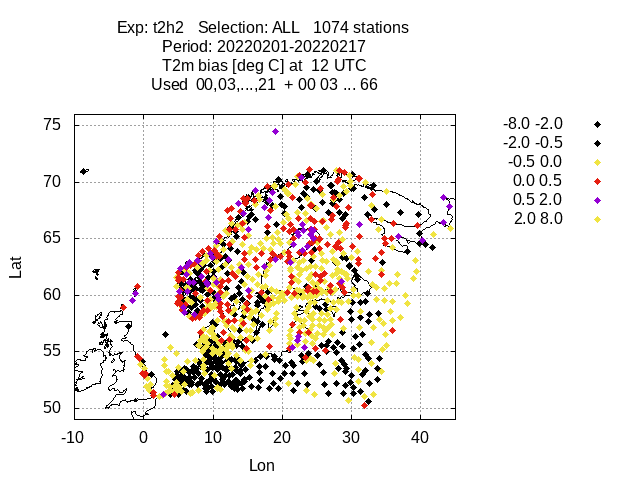 Exp: t2h2 Selection: ALL 1074 stations
Period: 20220201-20220217
T2m bias [deg C] at 12 UTC
Used 00,03,...,21 + 00 03 ... 66
75
70
65
60
55
50
Lat
-10 0 10 20 30 40
Lon
-8.0 -2.0
-2.0 -0.5
-0.5 0.0
0.0 0.5
0.5 2.0
2.0 8.0